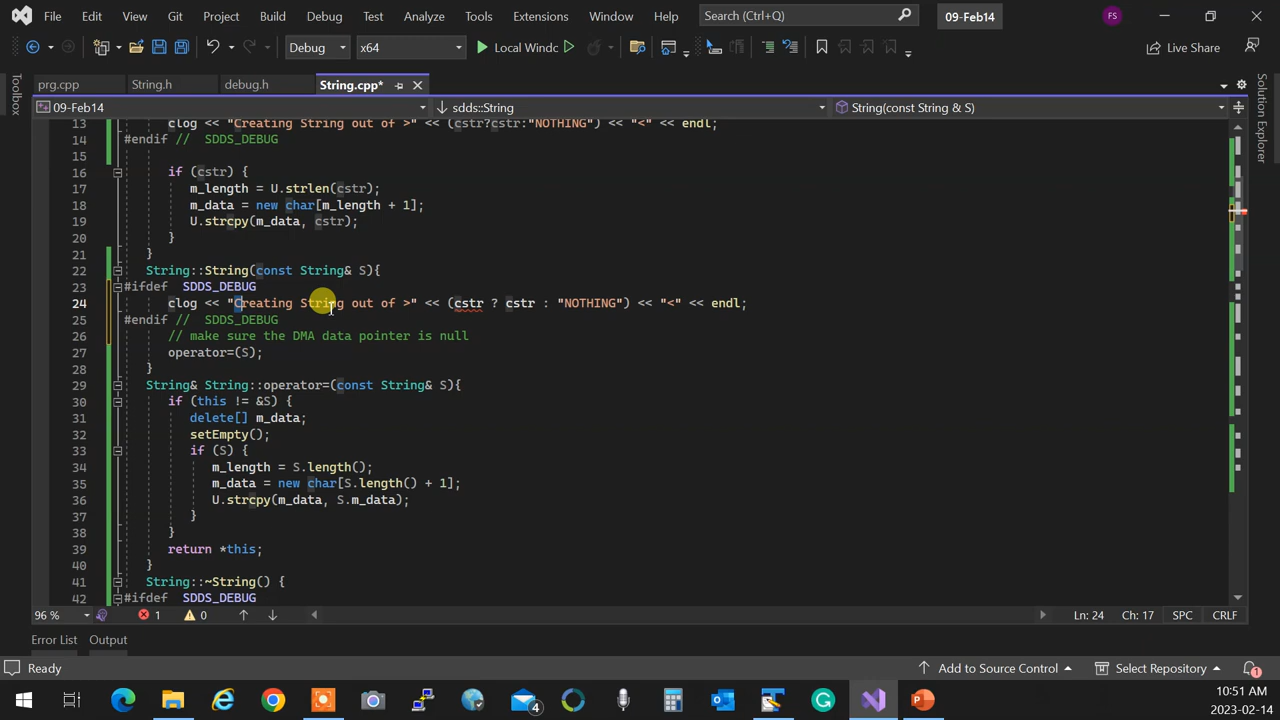 File Edit View Git Project Build Debug Test Analyze Tools Extensions Window Help Search (Ctrl+Q) 09-Feb14 FS
Debug x64 Local Windc Live Share
prg.cpp String.h debug.h String.cpp*
09-Feb14 sdds::String String(const String & S)
Toolbox
Solution Explorer
13 clog << "Creating String out of >" << (cstr?cstr:"NOTHING") << "<" << endl;
14 #endif // SDDS_DEBUG
15
16 if (cstr) {
17 m_length = U.strlen(cstr);
18 m_data = new char[m_length + 1];
19 U.strcpy(m_data, cstr);
20 }
21 }
22 String::String(const String& S){
23 #ifdef SDDS_DEBUG
24 clog << "Creating String out of >" << (cstr ? cstr : "NOTHING") << "<" << endl;
25 #endif // SDDS_DEBUG
26 // make sure the DMA data pointer is null
27 operator=(S);
28 }
29 String& String::operator=(const String& S){
30 if (this != &S) {
31 delete[] m_data;
32 setEmpty();
33 if (S) {
34 m_length = S.length();
35 m_data = new char[S.length() + 1];
36 U.strcpy(m_data, S.m_data);
37 }
38 }
39 return *this;
40 }
41 String::~String() {
42 #ifdef SDDS_DEBUG
96 % 1 0 Ln: 24 Ch: 17 SPC CRLF
Error List Output
Ready Add to Source Control Select Repository 1
4
10:51 AM
2023-02-14